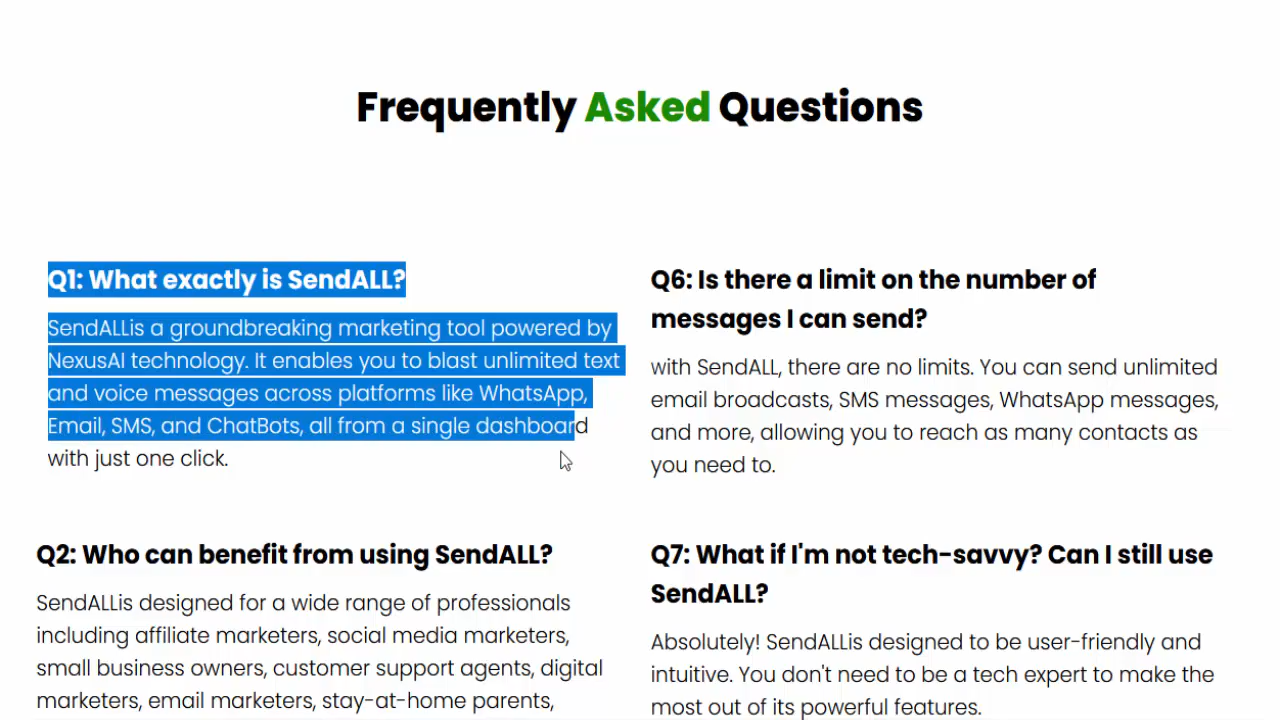 Frequently Asked Questions
Q1: What exactly is SendALL?
SendALLis a groundbreaking marketing tool powered by
NexusAI technology. It enables you to blast unlimited text
and voice messages across platforms like WhatsApp,
Email, SMS, and ChatBots, all from a single dashboard
with just one click.
Q2: Who can benefit from using SendALL?
SendALLis designed for a wide range of professionals
including affiliate marketers, social media marketers,
small business owners, customer support agents, digital
marketers, email marketers, stay-at-home parents,
Q6: Is there a limit on the number of
messages I can send?
with SendALL, there are no limits. You can send unlimited
email broadcasts, SMS messages, WhatsApp messages,
and more, allowing you to reach as many contacts as
you need to.
Q7: What if I'm not tech-savvy? Can I still use
SendALL?
Absolutely! SendALLis designed to be user-friendly and
intuitive. You don't need to be a tech expert to make the
most out of its powerful features.